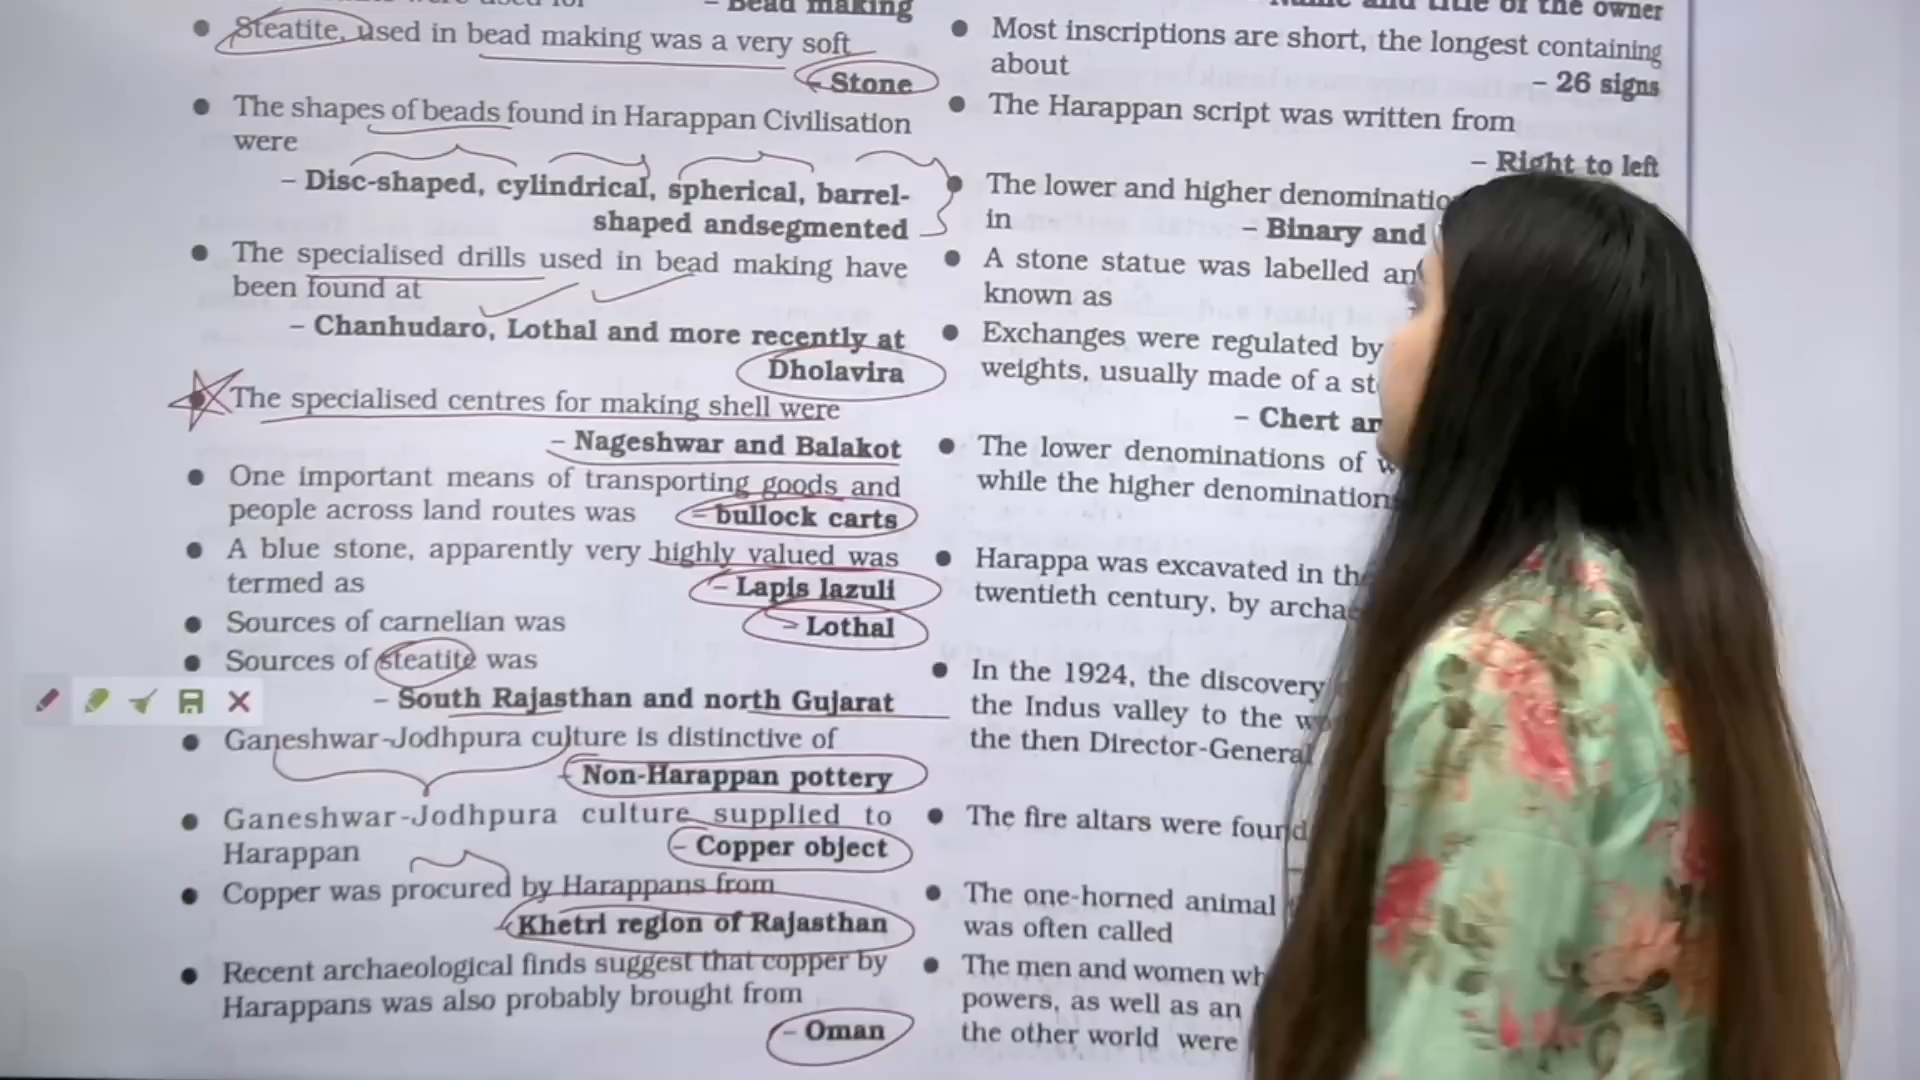 – Bead making
● Steatite, used in bead making was a very soft
– Stone
● The shapes of beads found in Harappan Civilisation
were
– Disc-shaped, cylindrical, spherical, barrel-
shaped andsegmented
● The specialised drills used in bead making have
been found at
– Chanhudaro, Lothal and more recently at
Dholavira
The specialised centres for making shell were
– Nageshwar and Balakot
● One important means of transporting goods and
people across land routes was – bullock carts
● A blue stone, apparently very highly valued was
termed as – Lapis lazuli
● Sources of carnelian was – Lothal
● Sources of steatite was
– South Rajasthan and north Gujarat
● Ganeshwar-Jodhpura culture is distinctive of
– Non-Harappan pottery
● Ganeshwar-Jodhpura culture supplied to
Harappan – Copper object
● Copper was procured by Harappans from
– Khetri region of Rajasthan
● Recent archaeological finds suggest that copper by
Harappans was also probably brought from
– Oman
and title of the owner
● Most inscriptions are short, the longest containing
about – 26 signs
● The Harappan script was written from
– Right to left
● The lower and higher
in – Binary and
● A stone statue was labelled
known as
● Exchanges were regulated by
weights, usually made of a
– Chert
● The lower denominations of
while the higher denominations
● Harappa was excavated in
twentieth century, by
● In the 1924, the discovery
the Indus valley to the
the then Director-General
● The fire altars were found
● The one-horned animal
was often called
● The men and women
powers, as well as an
the other world were